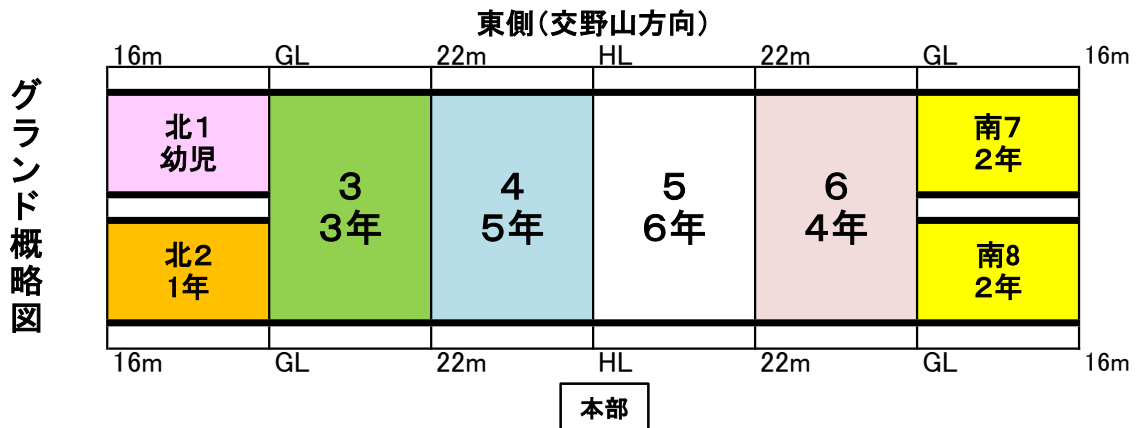 東側(交野山方向)
16m GL 22m HL 22m GL 16m
グランド概略図
北1
幼児
北2
1年
3
3年
4
5年
5
6年
6
4年
南7
2年
南8
2年
16m GL 22m HL 22m GL 16m
本部